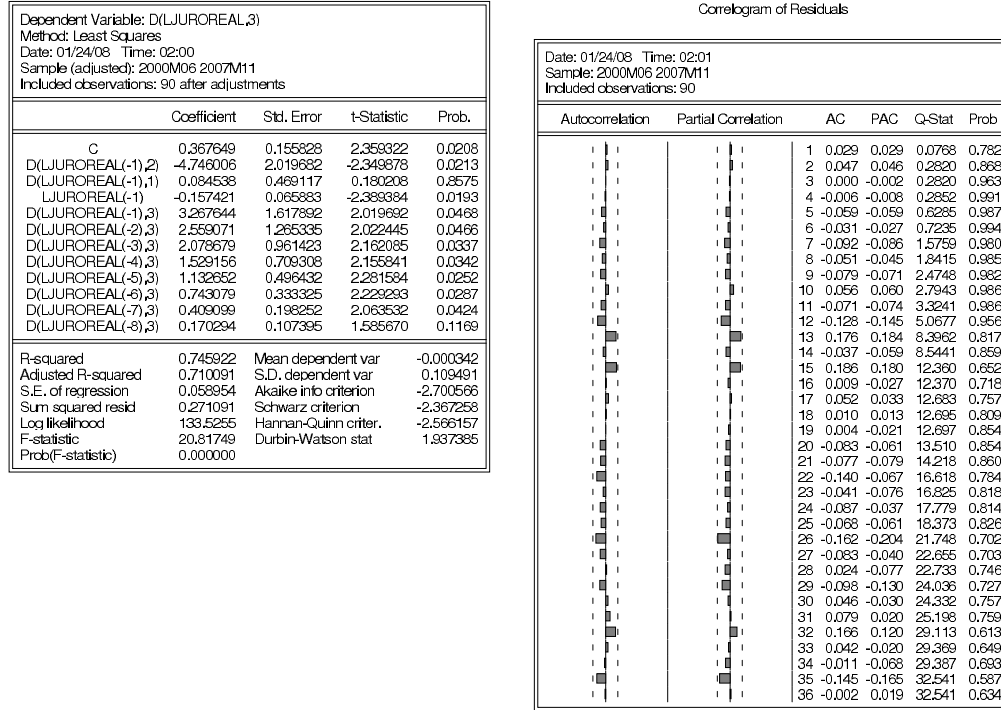 Dependent Variable: D(LJUROREAL,3)
Method: Least Squares
Date: 01/24/08 Time: 02:00
Sample (adjusted): 2000M06 2007M11
Included observations: 90 after adjustments
Coefficient Std. Error t-Statistic Prob.
C 0.367649 0.155828 2.359322 0.0208
D(LJUROREAL(-1),2) -4.746006 2.019682 -2.349878 0.0213
D(LJUROREAL(-1),1) 0.084538 0.469117 0.180208 0.8575
LJUROREAL(-1) -0.157421 0.065883 -2.389384 0.0193
D(LJUROREAL(-1),3) 3.267644 1.617892 2.019692 0.0468
D(LJUROREAL(-2),3) 2.559071 1.265335 2.022445 0.0466
D(LJUROREAL(-3),3) 2.078679 0.961423 2.162085 0.0337
D(LJUROREAL(-4),3) 1.529156 0.709308 2.155841 0.0342
D(LJUROREAL(-5),3) 1.132652 0.496432 2.281584 0.0252
D(LJUROREAL(-6),3) 0.743079 0.333325 2.229293 0.0287
D(LJUROREAL(-7),3) 0.409099 0.198252 2.063532 0.0424
D(LJUROREAL(-8),3) 0.170294 0.107395 1.585670 0.1169
R-squared 0.745922 Mean dependent var -0.000342
Adjusted R-squared 0.710091 S.D. dependent var 0.109491
S.E. of regression 0.058954 Akaike info criterion -2.700566
Sum squared resid 0.271091 Schwarz criterion -2.367258
Log likelihood 133.5255 Hannan-Quinn criter. -2.566157
F-statistic 20.81749 Durbin-Watson stat 1.937385
Prob(F-statistic) 0.000000
Correlogram of Residuals
Date: 01/24/08 Time: 02:01
Sample: 2000M06 2007M11
Included observations: 90
Autocorrelation Partial Correlation AC PAC Q-Stat Prob
1 0.029 0.029 0.0768 0.782
2 0.047 0.046 0.2820 0.868
3 0.000 -0.002 0.2820 0.963
4 -0.006 -0.008 0.2852 0.991
5 -0.059 -0.059 0.6285 0.987
6 -0.031 -0.027 0.7235 0.994
7 -0.092 -0.086 1.5759 0.980
8 -0.051 -0.045 1.8415 0.985
9 -0.079 -0.071 2.4748 0.982
10 0.056 0.060 2.7943 0.986
11 -0.071 -0.074 3.3241 0.986
12 -0.128 -0.145 5.0677 0.956
13 0.176 0.184 8.3962 0.817
14 -0.037 -0.059 8.5441 0.859
15 0.186 0.180 12.360 0.652
16 0.009 -0.027 12.370 0.718
17 0.052 0.033 12.683 0.757
18 0.010 0.013 12.695 0.809
19 0.004 -0.021 12.697 0.854
20 -0.083 -0.061 13.510 0.854
21 -0.077 -0.079 14.218 0.860
22 -0.140 -0.067 16.618 0.784
23 -0.041 -0.076 16.825 0.818
24 -0.087 -0.037 17.779 0.814
25 -0.068 -0.061 18.373 0.826
26 -0.162 -0.204 21.748 0.702
27 -0.083 -0.040 22.655 0.703
28 0.024 -0.077 22.733 0.746
29 -0.098 -0.130 24.036 0.727
30 0.046 -0.030 24.332 0.757
31 0.079 0.020 25.198 0.759
32 0.166 0.120 29.113 0.613
33 0.042 -0.020 29.369 0.649
34 -0.011 -0.068 29.387 0.693
35 -0.145 -0.165 32.541 0.587
36 -0.002 0.019 32.541 0.634